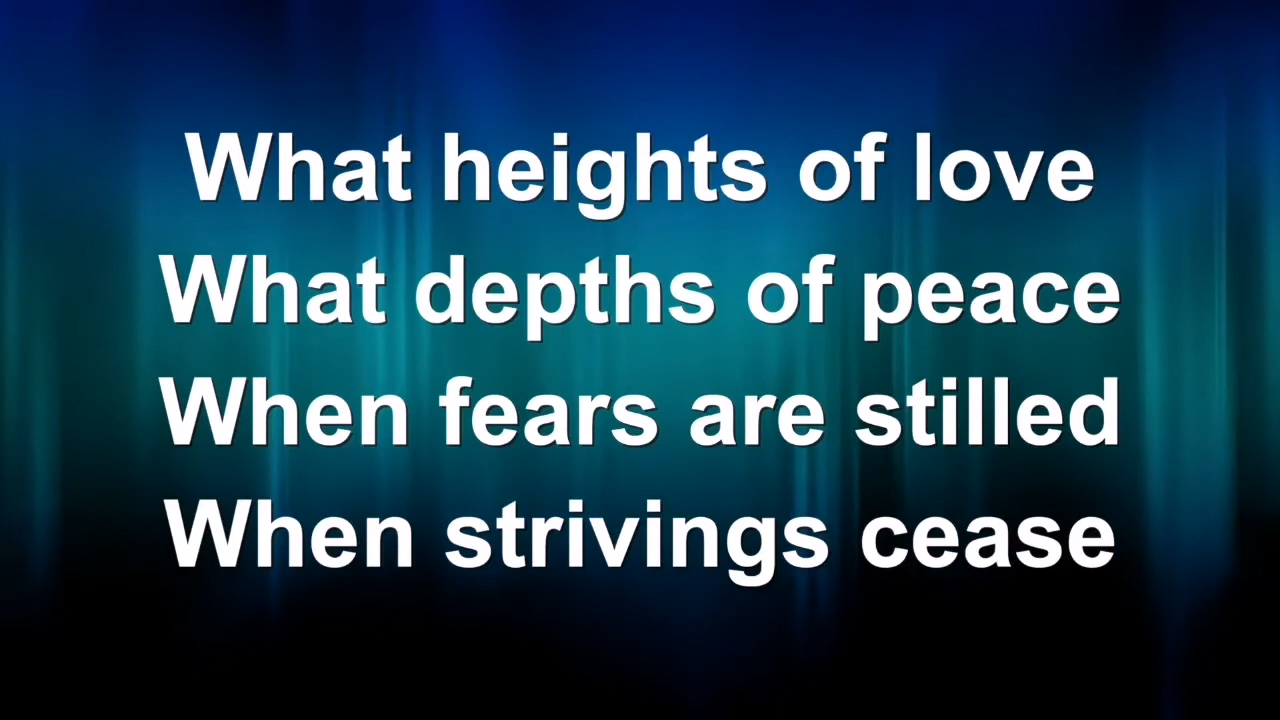 What heights of love
What depths of peace
When fears are stilled
When strivings cease